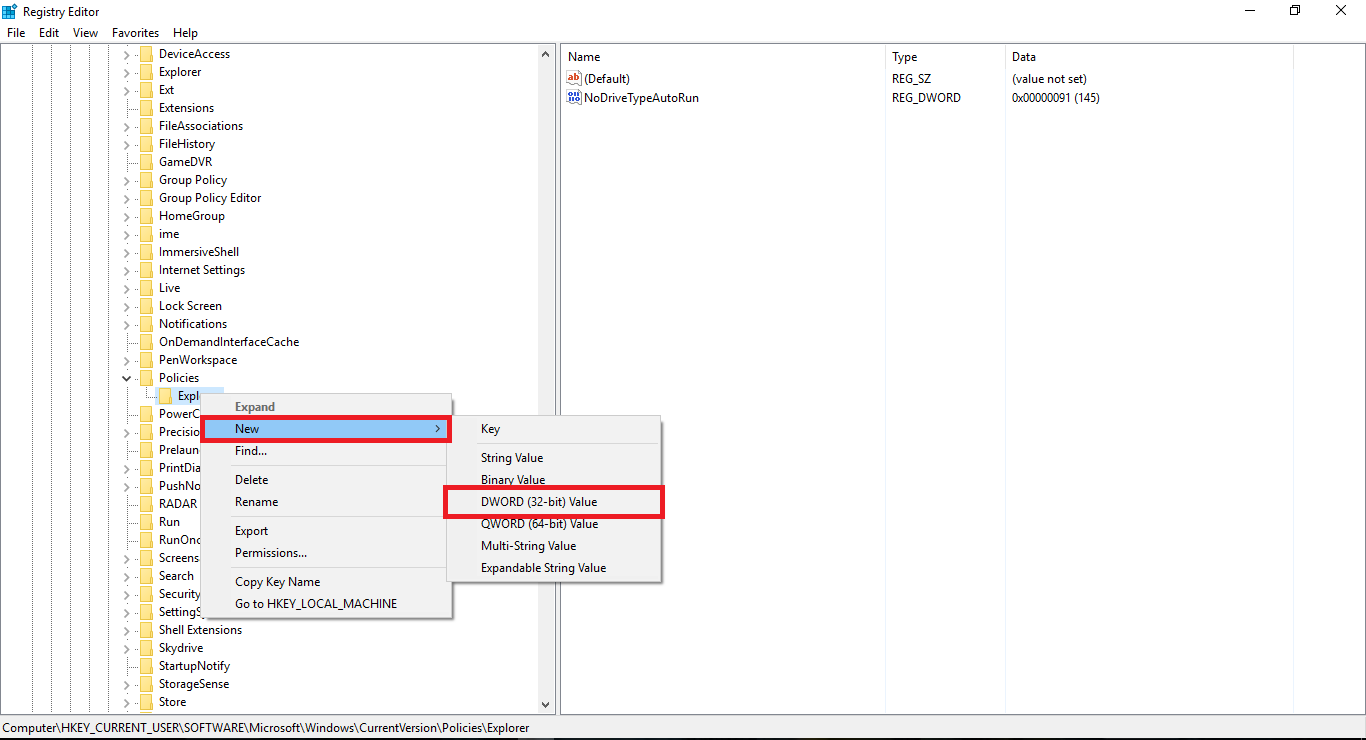 Registry Editor
File Edit View Favorites Help
DeviceAccess
Explorer
Ext
Extensions
FileAssociations
FileHistory
GameDVR
Group Policy
Group Policy Editor
HomeGroup
ime
ImmersiveShell
Internet Settings
Live
Lock Screen
Notifications
OnDemandInterfaceCache
PenWorkspace
Policies
Expl
PowerC
Precisio
Prelaun
PrintDia
PushNo
RADAR
Run
RunOnc
Screens
Search
Security
SettingS
Shell Extensions
Skydrive
StartupNotify
StorageSense
Store
Expand
New
Find...
Delete
Rename
Export
Permissions...
Copy Key Name
Go to HKEY_LOCAL_MACHINE
Key
String Value
Binary Value
DWORD (32-bit) Value
QWORD (64-bit) Value
Multi-String Value
Expandable String Value
Name Type Data
ab (Default) REG_SZ (value not set)
NoDriveTypeAutoRun REG_DWORD 0x00000091 (145)
Computer\HKEY_CURRENT_USER\SOFTWARE\Microsoft\Windows\CurrentVersion\Policies\Explorer